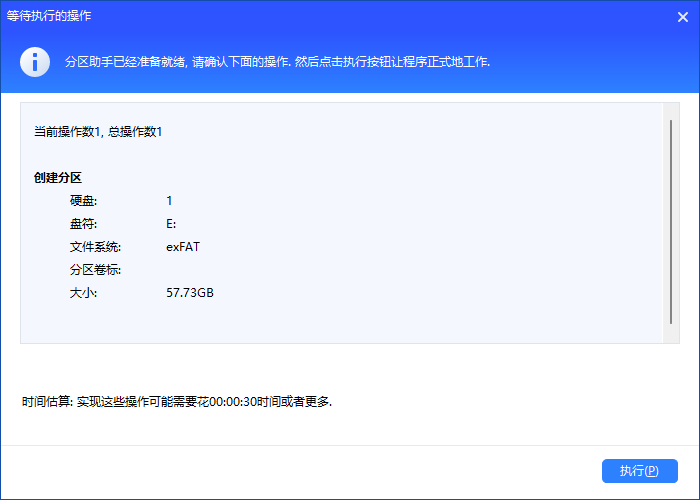 等待执行的操作
分区助手已经准备就绪, 请确认下面的操作. 然后点击执行按钮让程序正式地工作.
当前操作数1, 总操作数1
创建分区
硬盘: 1
盘符: E:
文件系统: exFAT
分区卷标:
大小: 57.73GB
时间估算: 实现这些操作可能需要花00:00:30时间或者更多.
执行(P)